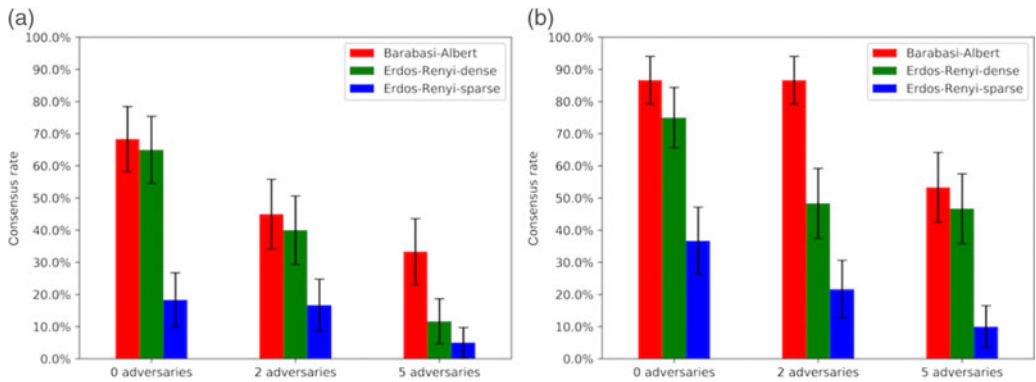 (a)
100.0%
90.0%
80.0%
70.0%
60.0%
50.0%
40.0%
30.0%
20.0%
10.0%
0.0%
Consensus rate
Barabasi-Albert
Erdos-Renyi-dense
Erdos-Renyi-sparse
0 adversaries 2 adversaries 5 adversaries
(b)
100.0%
90.0%
80.0%
70.0%
60.0%
50.0%
40.0%
30.0%
20.0%
10.0%
0.0%
Consensus rate
Barabasi-Albert
Erdos-Renyi-dense
Erdos-Renyi-sparse
0 adversaries 2 adversaries 5 adversaries